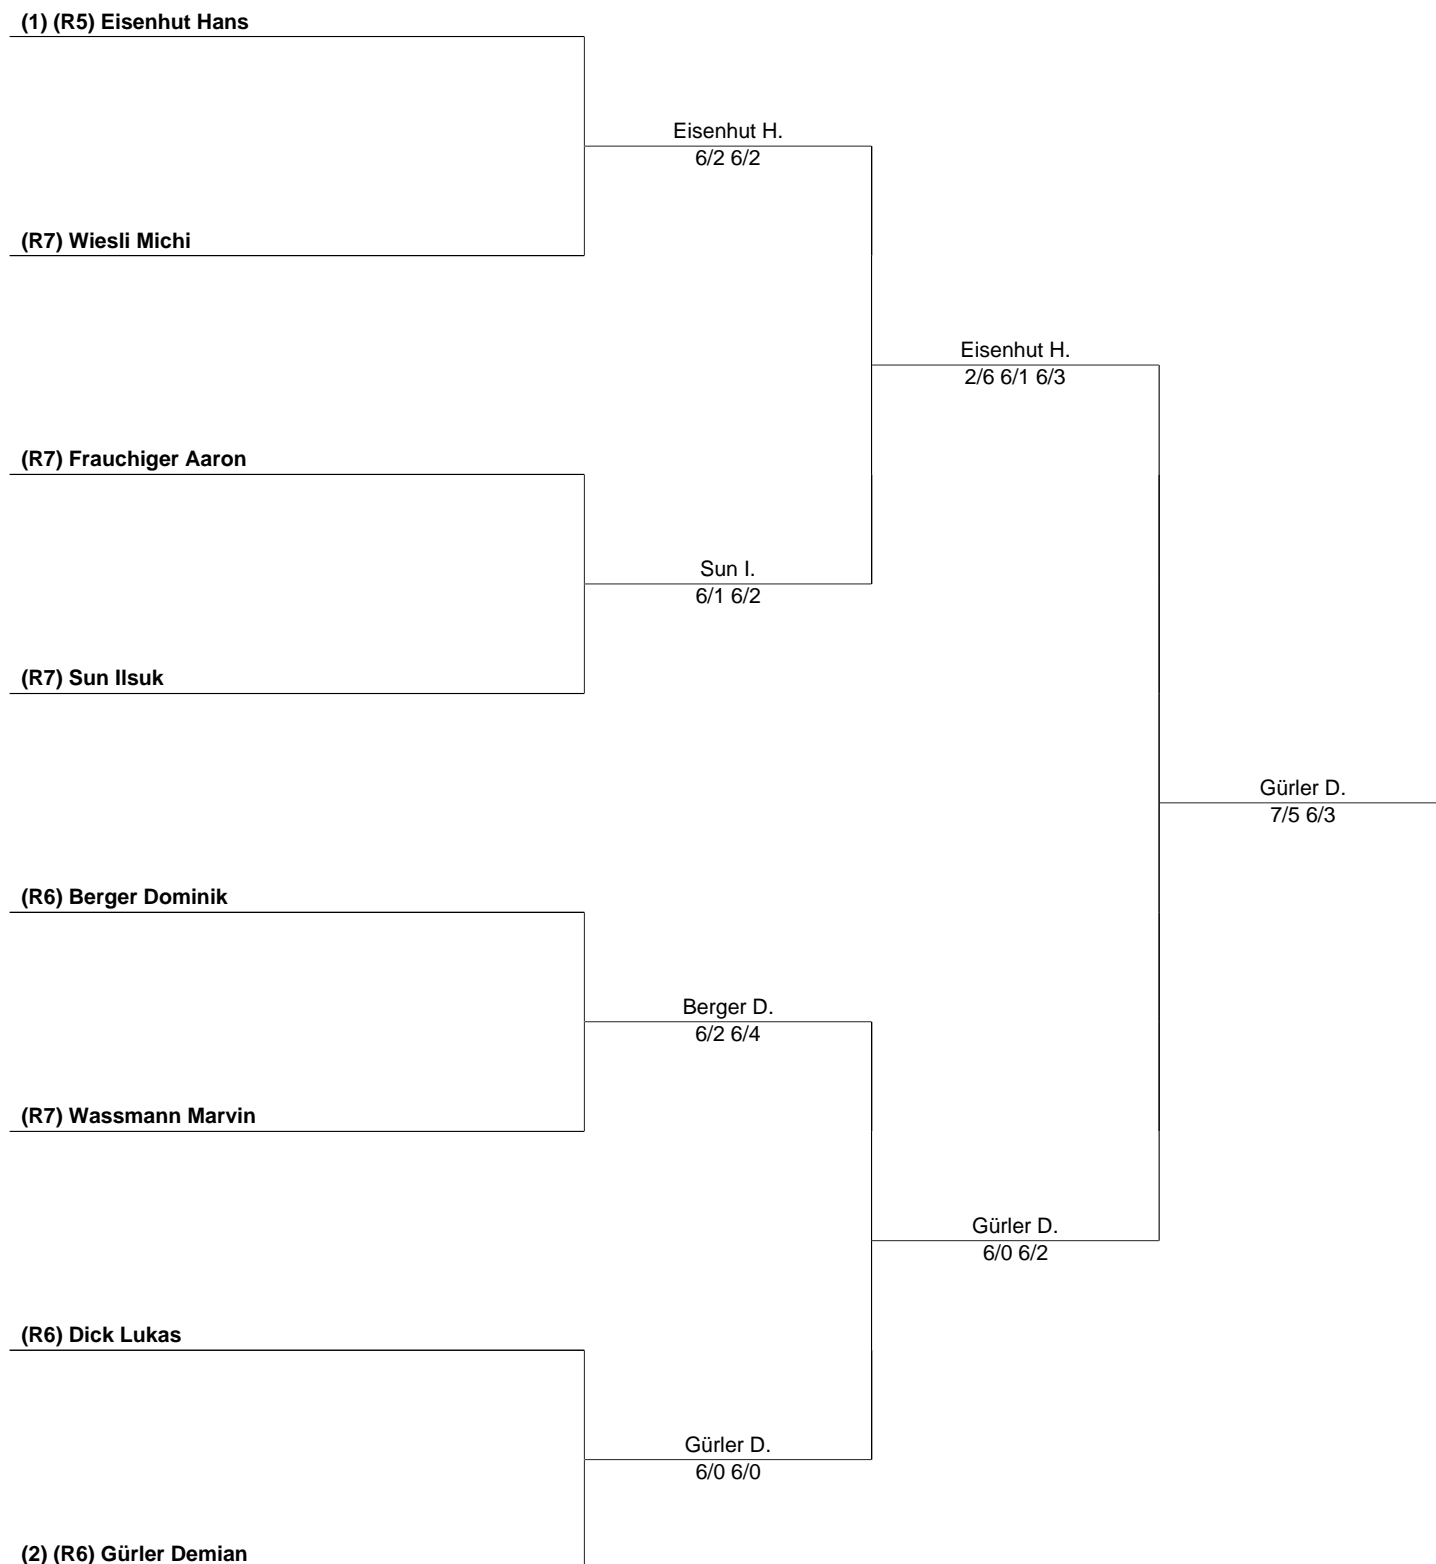 (1) (R5) Eisenhut Hans
Eisenhut H.
6/2 6/2
(R7) Wiesli Michi
Eisenhut H.
2/6 6/1 6/3
(R7) Frauchiger Aaron
Sun I.
6/1 6/2
(R7) Sun Ilsuk
Gürler D.
7/5 6/3
(R6) Berger Dominik
Berger D.
6/2 6/4
(R7) Wassmann Marvin
Gürler D.
6/0 6/2
(R6) Dick Lukas
Gürler D.
6/0 6/0
(2) (R6) Gürler Demian